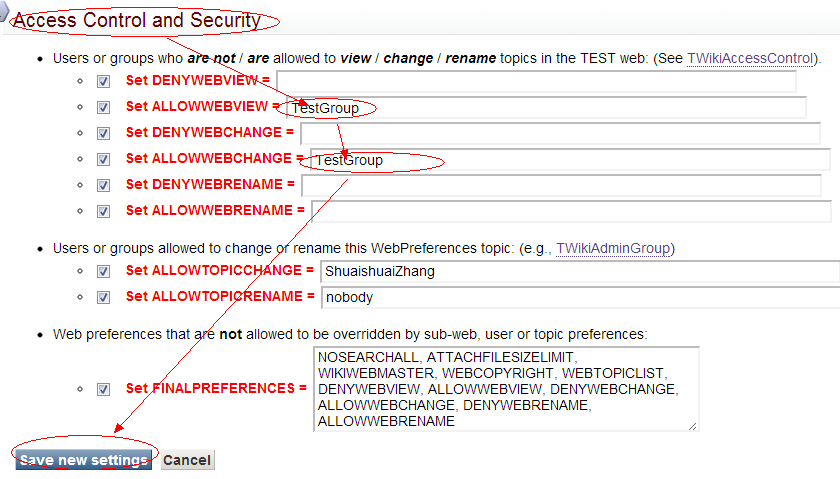 Access Control and Security
Users or groups who are not / are allowed to view / change / rename topics in the TEST web: (See TWikiAccessControl).
Set DENYWEBVIEW =
Set ALLOWWEBVIEW = TestGroup
Set DENYWEBCHANGE =
Set ALLOWWEBCHANGE = TestGroup
Set DENYWEBRENAME =
Set ALLOWWEBRENAME =
Users or groups allowed to change or rename this WebPreferences topic: (e.g., TWikiAdminGroup)
Set ALLOWTOPICCHANGE = ShuaishuaiZhang
Set ALLOWTOPICRENAME = nobody
Web preferences that are not allowed to be overridden by sub-web, user or topic preferences:
Set FINALPREFERENCES =
NOSEARCHALL, ATTACHFILESIZELIMIT,
WIKIWEBMASTER, WEBCOPYRIGHT, WEBTOPICLIST,
DENYWEBVIEW, ALLOWWEBVIEW, DENYWEBCHANGE,
ALLOWWEBCHANGE, DENYWEBRENAME,
ALLOWWEBRENAME
Save new settings Cancel